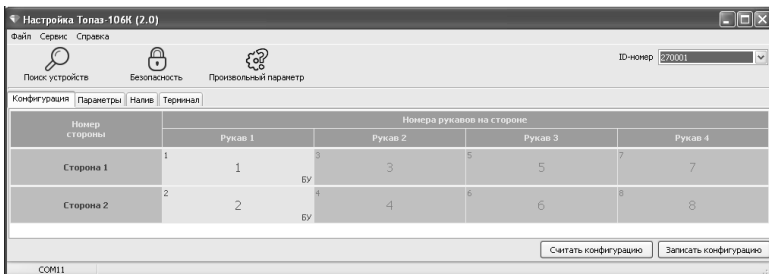 Настройка Топаз-106К (2.0)
Файл Сервис Справка
Поиск устройств Безопасность Произвольный параметр ID-номер 270001
Конфигурация Параметры Налив Терминал
Номер стороны Номера рукавов на стороне
Рукав 1 Рукав 2 Рукав 3 Рукав 4
Сторона 1 1 1 БУ 3 3 5 5 7 7
Сторона 2 2 2 БУ 4 4 6 6 8 8
Считать конфигурацию Записать конфигурацию
COM11